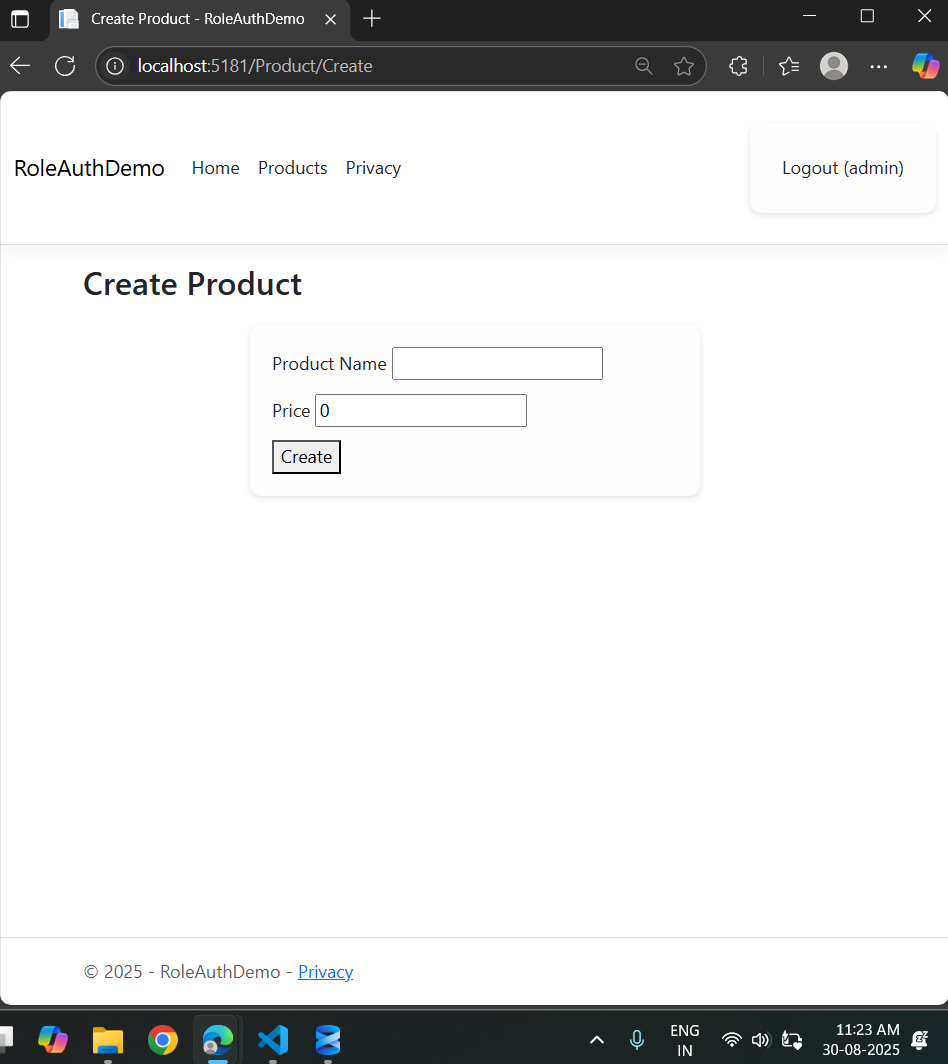 Create Product - RoleAuthDemo
localhost:5181/Product/Create
RoleAuthDemo Home Products Privacy Logout (admin)
Create Product
Product Name
Price 0
Create
© 2025 - RoleAuthDemo - Privacy
ENG 11:23 AM
IN 30-08-2025